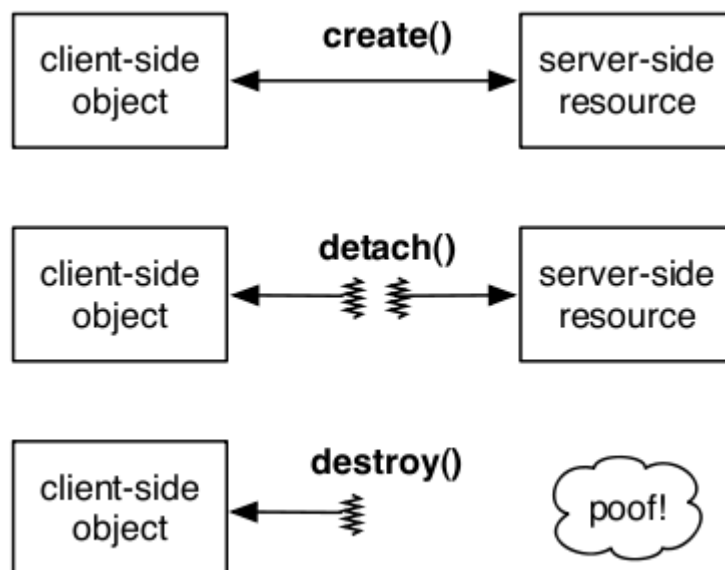 create()
client-side
object
server-side
resource
detach()
client-side
object
server-side
resource
destroy()
client-side
object
poof!